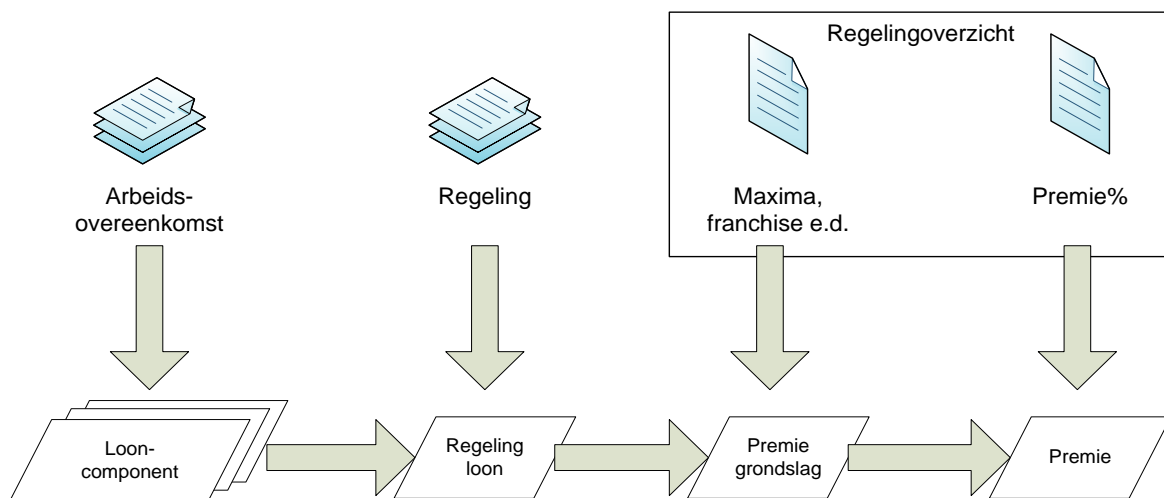 Regelingoverzicht
Arbeids-
overeenkomst
Regeling
Maxima,
franchise e.d.
Premie%
Loon-
component
Regeling
loon
Premie
grondslag
Premie